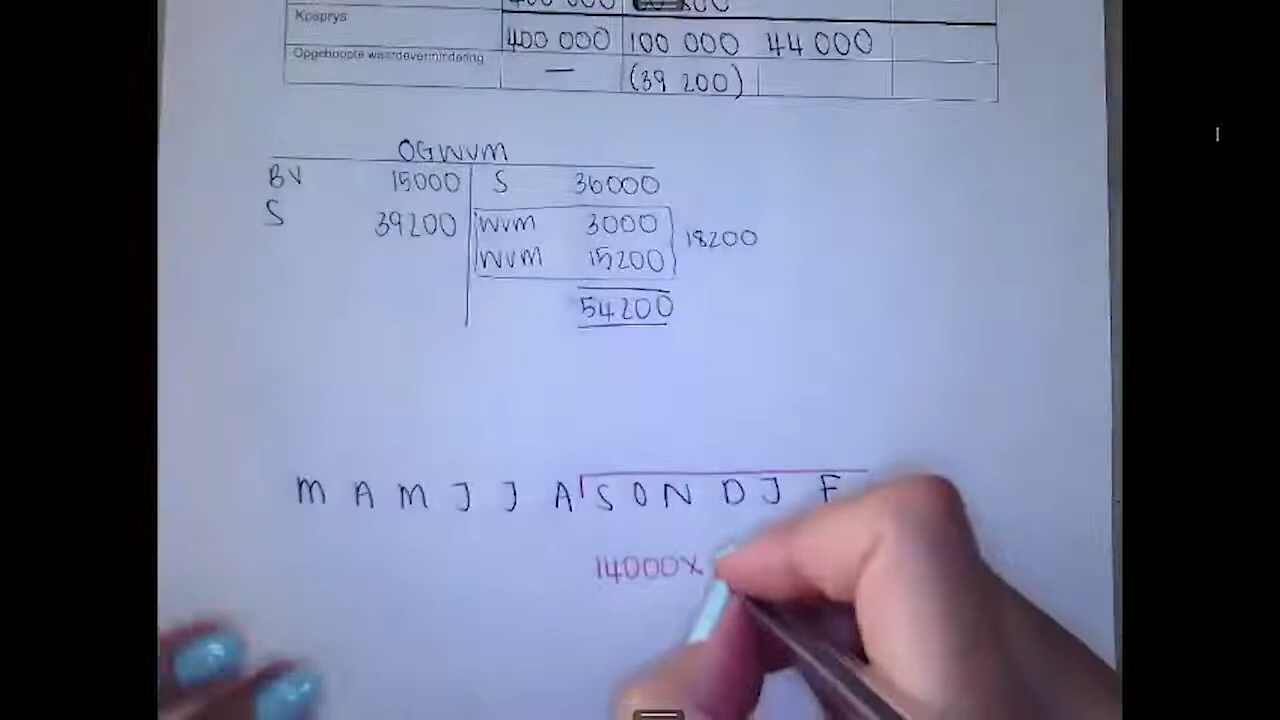 Kosprys 400 000 100 000 44 000
Opgehoopte waardevermindering — (39 200)
OGWVM
BV 15000 S 36000
S 39200 WVM 3000 18200
WVM 15200
54200
M A M J J A S O N D J F
14000X